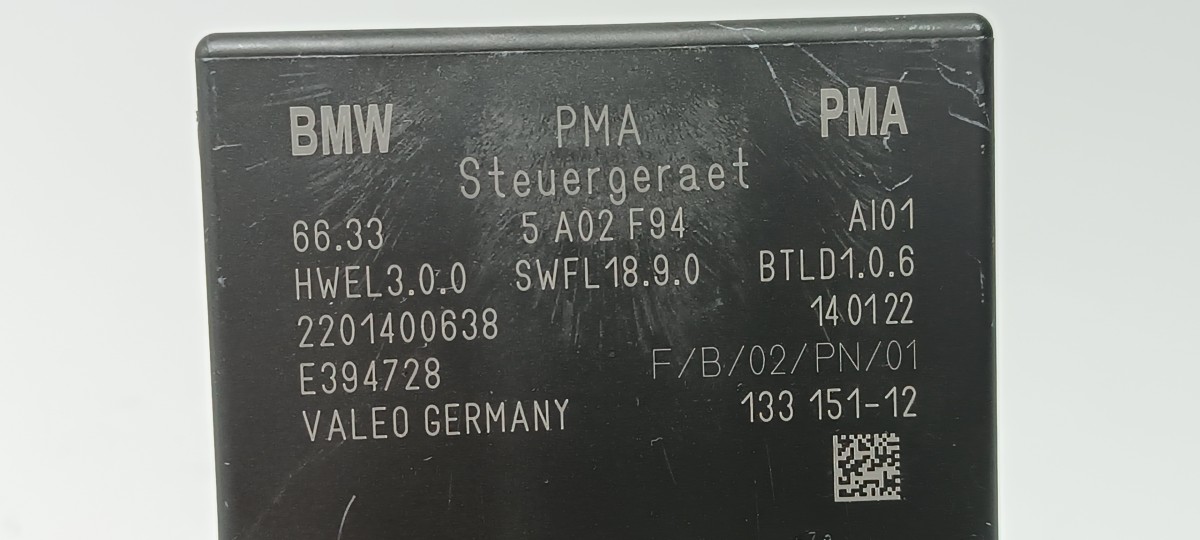 BMW PMA PMA
Steuergeraet
66.33 5 A02 F94 AI01
HWEL3.0.0 SWFL18.9.0 BTLD1.0.6
2201400638 140122
E394728 F/B/02/PN/01
VALEO GERMANY 133 151-12